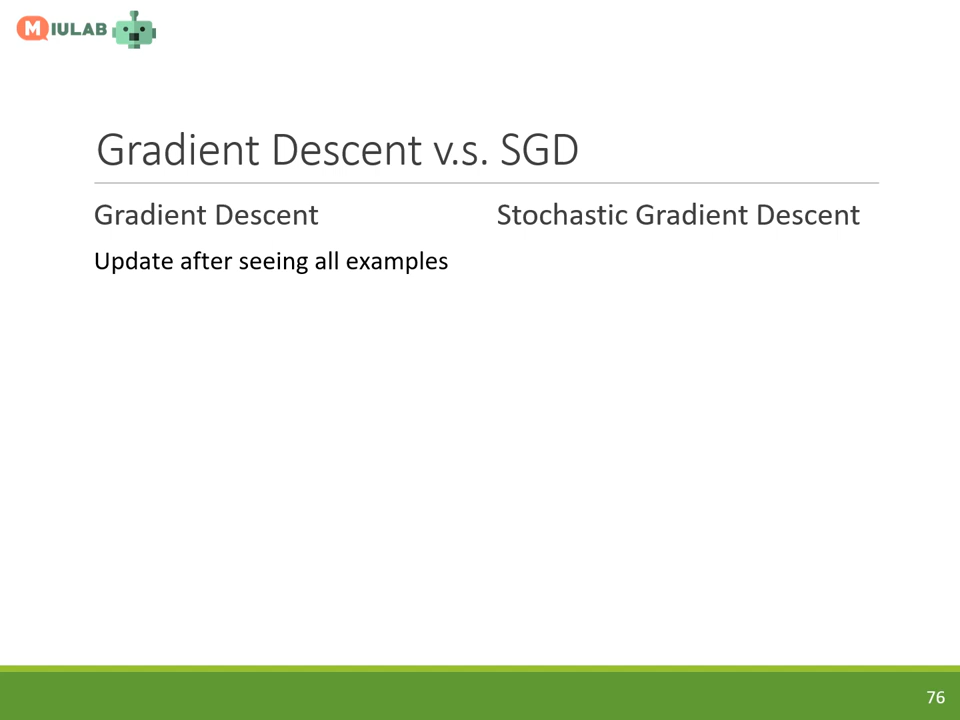 MIULAB
Gradient Descent v.s. SGD
Gradient Descent
Stochastic Gradient Descent
Update after seeing all examples
76